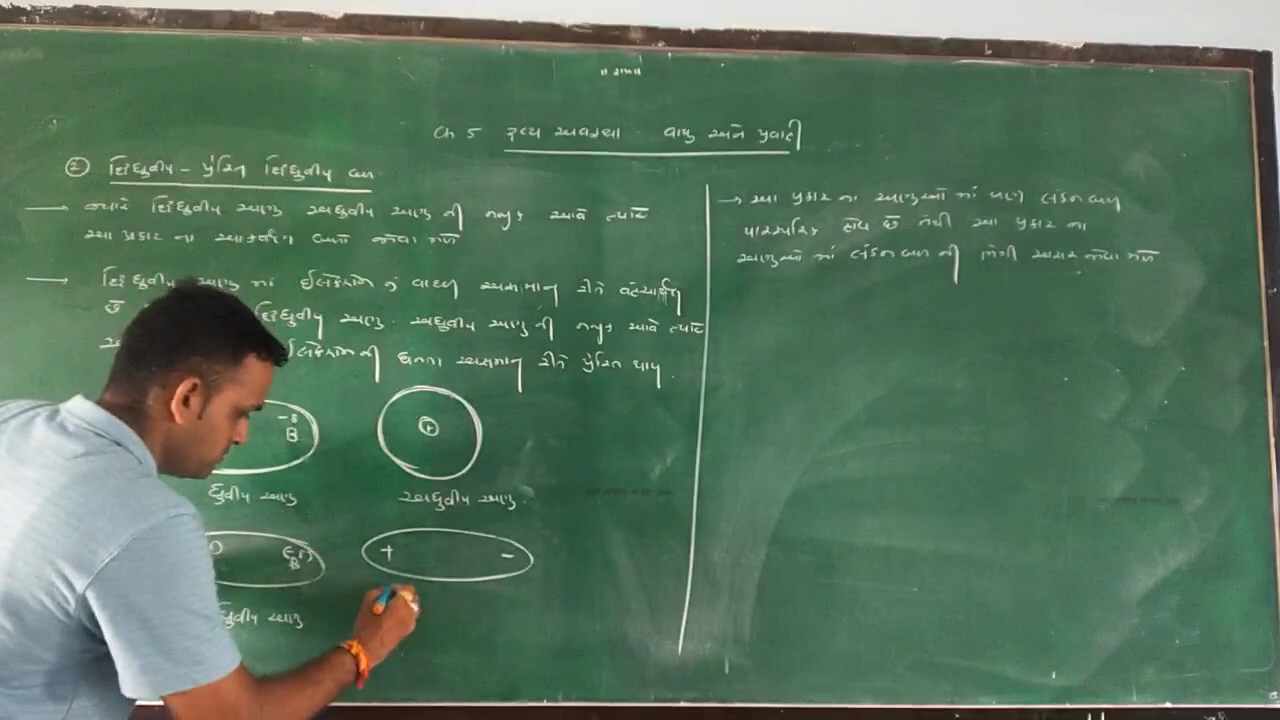 ॥ રામ॥
Ch 5 દ્રવ્ય અવસ્થા વાયુ અને પ્રવાહી
② દ્વિધ્રુવીય - પ્રેરિત દ્વિધ્રુવીય બળ
→ જ્યારે દ્વિધ્રુવીય અણુ અધ્રુવીય અણુ ની નજીક આવે ત્યારે
આ પ્રકાર ના આકર્ષણ બળો જોવા મળે
→ દ્વિધ્રુવીય અણુ માં ઈલેક્ટ્રોન નું વાદળ અસમાન રીતે વહેંચાયેલ
છે દ્વિધ્રુવીય અણુ અધ્રુવીય અણુ ની નજીક આવે ત્યારે
ઈલેક્ટ્રોનની ઘનતા અસમાન રીતે પ્રેરિત થાય.
-δ
B
+
ધ્રુવીય અણુ
અધ્રુવીય અણુ.
(-δ)
B
+ -
ધ્રુવીય અણુ
→ આ પ્રકાર ના અણુઓ માં પણ લંડન બળ
પારસ્પરિક હોય છે તેથી આ પ્રકાર ના
અણુઓ માં લંડન બળ ની ભેગી અસર જોવા મળે